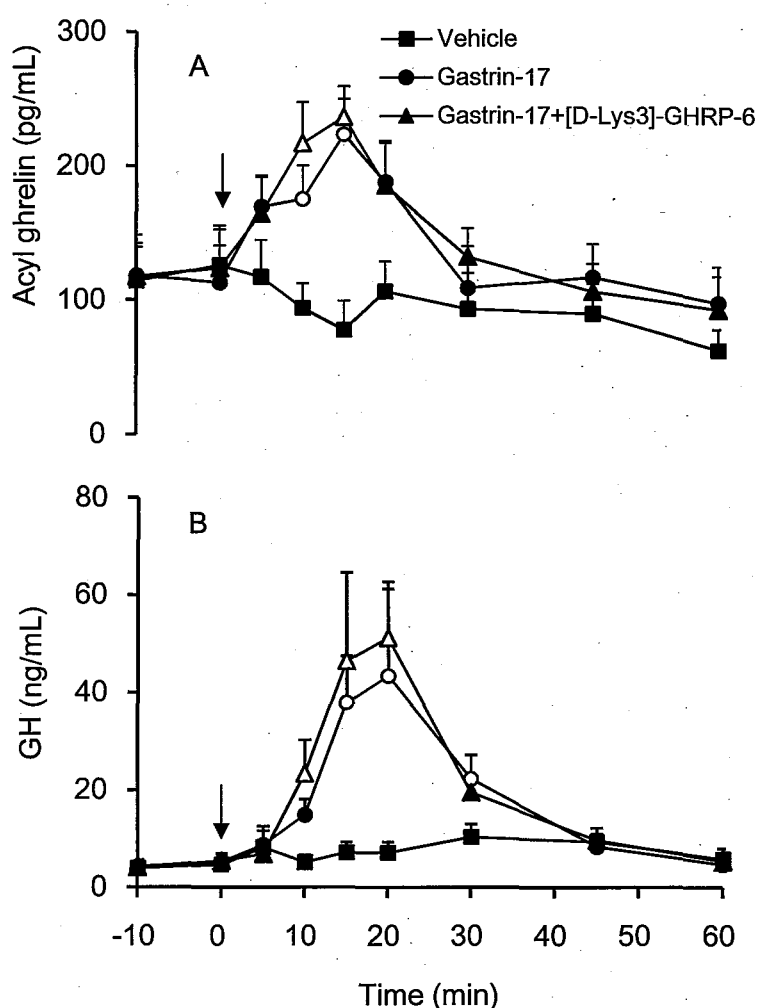 300
A
Vehicle
Gastrin-17
Gastrin-17+[D-Lys3]-GHRP-6
200
100
0
Acyl ghrelin (pg/mL)
80
B
60
40
20
0
GH (ng/mL)
-10 0 10 20 30 40 50 60
Time (min)